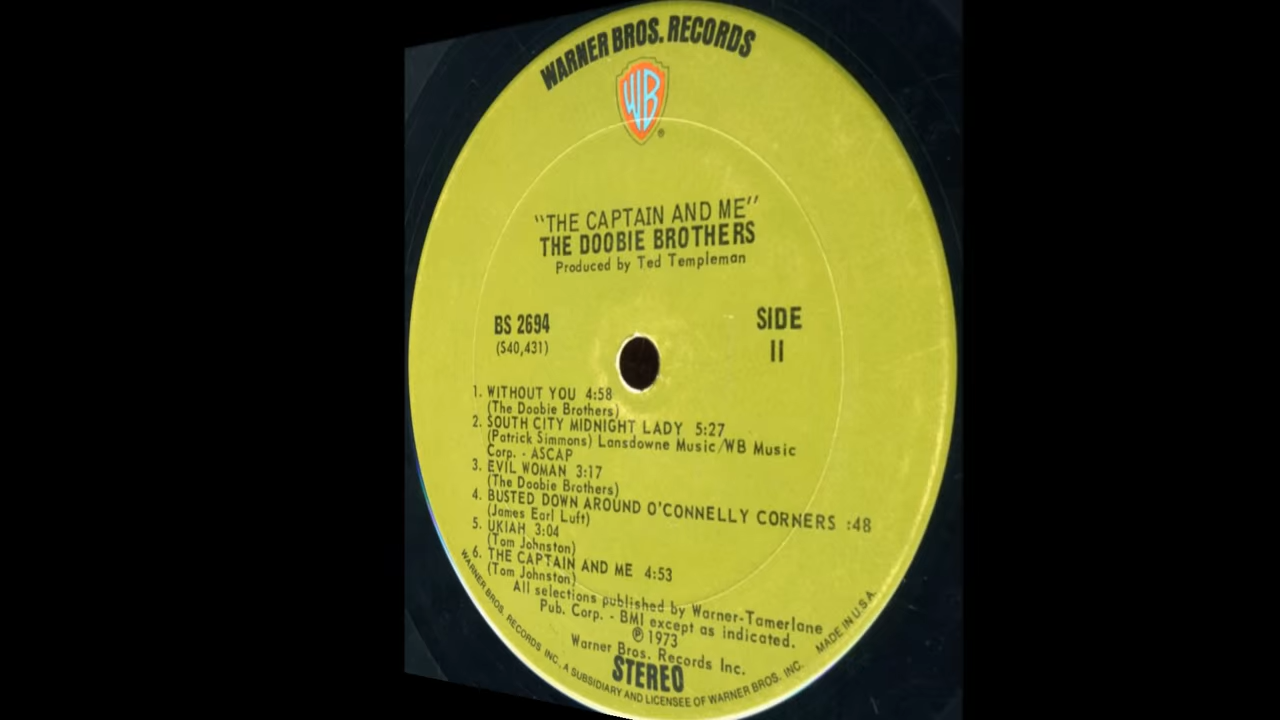 WARNER BROS. RECORDS
WB
®
"THE CAPTAIN AND ME"
THE DOOBIE BROTHERS
Produced by Ted Templeman
BS 2694
(S40,431)
SIDE
II
1. WITHOUT YOU 4:58
(The Doobie Brothers)
2. SOUTH CITY MIDNIGHT LADY 5:27
(Patrick Simmons) Lansdowne Music/WB Music
Corp. - ASCAP
3. EVIL WOMAN 3:17
(The Doobie Brothers)
4. BUSTED DOWN AROUND O'CONNELLY CORNERS :48
(James Earl Luft)
5. UKIAH 3:04
(Tom Johnston)
6. THE CAPTAIN AND ME 4:53
(Tom Johnston)
All selections published by Warner-Tamerlane
Pub. Corp. - BMI except as indicated.
℗ 1973
Warner Bros. Records Inc.
STEREO
WARNER BROS. RECORDS INC., A SUBSIDIARY AND LICENSEE OF WARNER BROS. INC. MADE IN U.S.A.